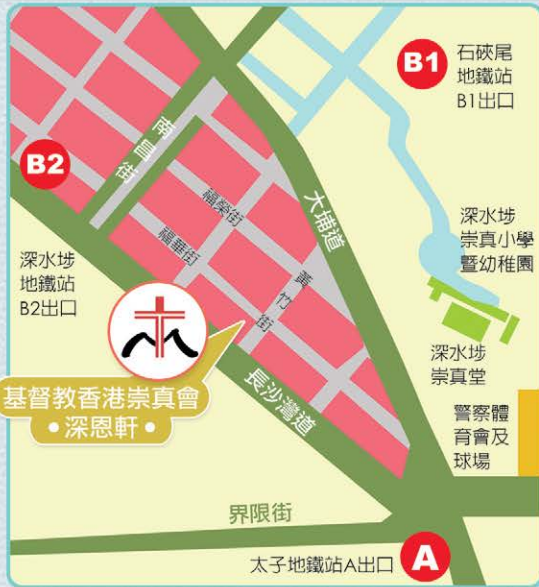 B1
石硤尾
地鐵站
B1出口
南昌街
B2
福榮街
大埔道
深水埗
崇真小學
暨幼稚園
福華街
深水埗
地鐵站
B2出口
黃竹街
深水埗
崇真堂
基督教香港崇真會
•深恩軒•
長沙灣道
警察體
育會及
球場
界限街
太子地鐵站A出口
A